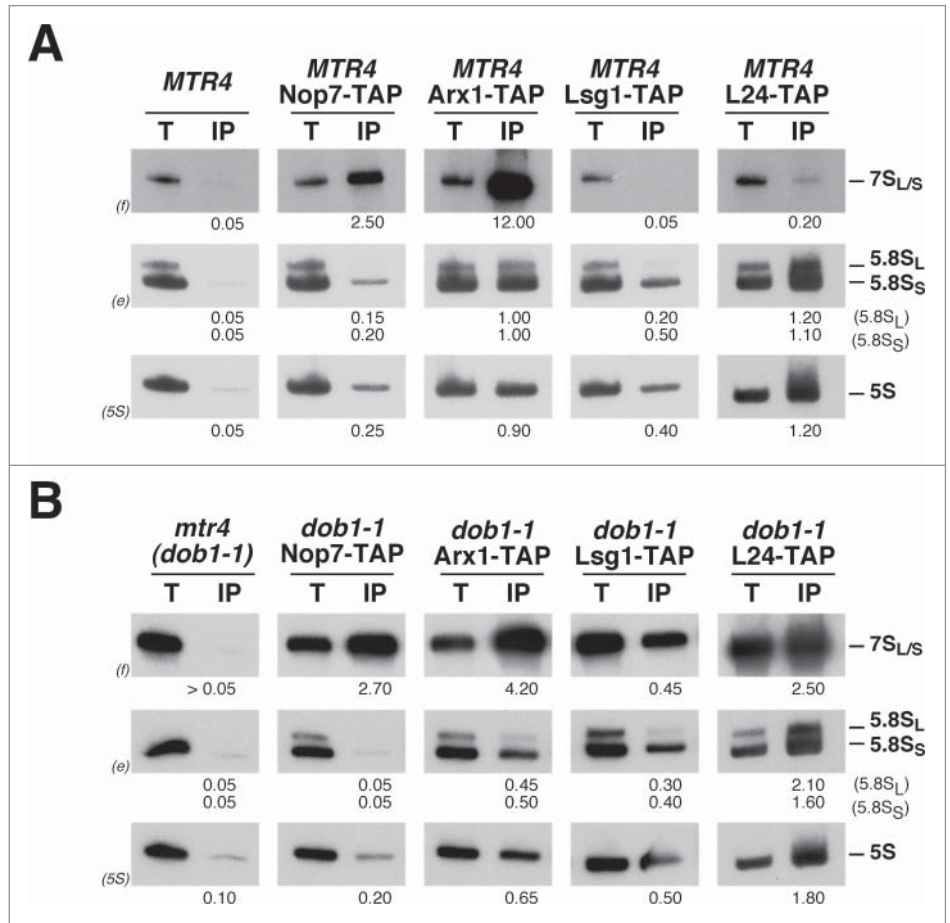 A
MTR4
MTR4 Nop7-TAP
MTR4 Arx1-TAP
MTR4 Lsg1-TAP
MTR4 L24-TAP
T IP T IP T IP T IP T IP
(f) 7SL/S
0.05 2.50 12.00 0.05 0.20
(e) 5.8SL
5.8SS
0.05 0.15 1.00 0.20 1.20 (5.8SL)
0.05 0.20 1.00 0.50 1.10 (5.8SS)
(5S) 5S
0.05 0.25 0.90 0.40 1.20
B
mtr4 (dob1-1)
dob1-1 Nop7-TAP
dob1-1 Arx1-TAP
dob1-1 Lsg1-TAP
dob1-1 L24-TAP
T IP T IP T IP T IP T IP
(f) 7SL/S
> 0.05 2.70 4.20 0.45 2.50
(e) 5.8SL
5.8SS
0.05 0.05 0.45 0.30 2.10 (5.8SL)
0.05 0.05 0.50 0.40 1.60 (5.8SS)
(5S) 5S
0.10 0.20 0.65 0.50 1.80